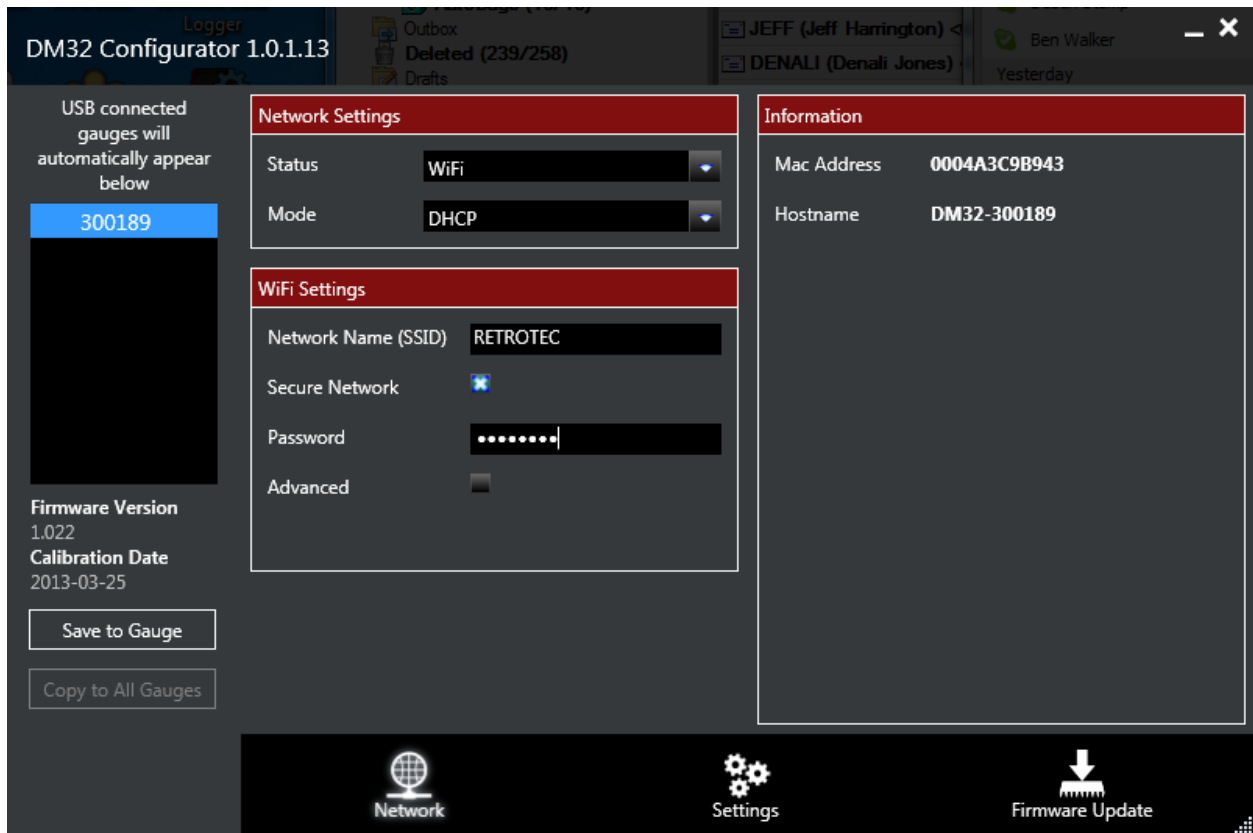 Logger
Outbox
Deleted (239/258)
Drafts
JEFF (Jeff Harrington)
DENALI (Denali Jones)
Ben Walker
Yesterday
DM32 Configurator 1.0.1.13
USB connected
gauges will
automatically appear
below
300189
Firmware Version
1.022
Calibration Date
2013-03-25
Save to Gauge
Copy to All Gauges
Network Settings
Status WiFi
Mode DHCP
WiFi Settings
Network Name (SSID) RETROTEC
Secure Network
Password ••••••••
Advanced
Information
Mac Address 0004A3C9B943
Hostname DM32-300189
Network
Settings
Firmware Update